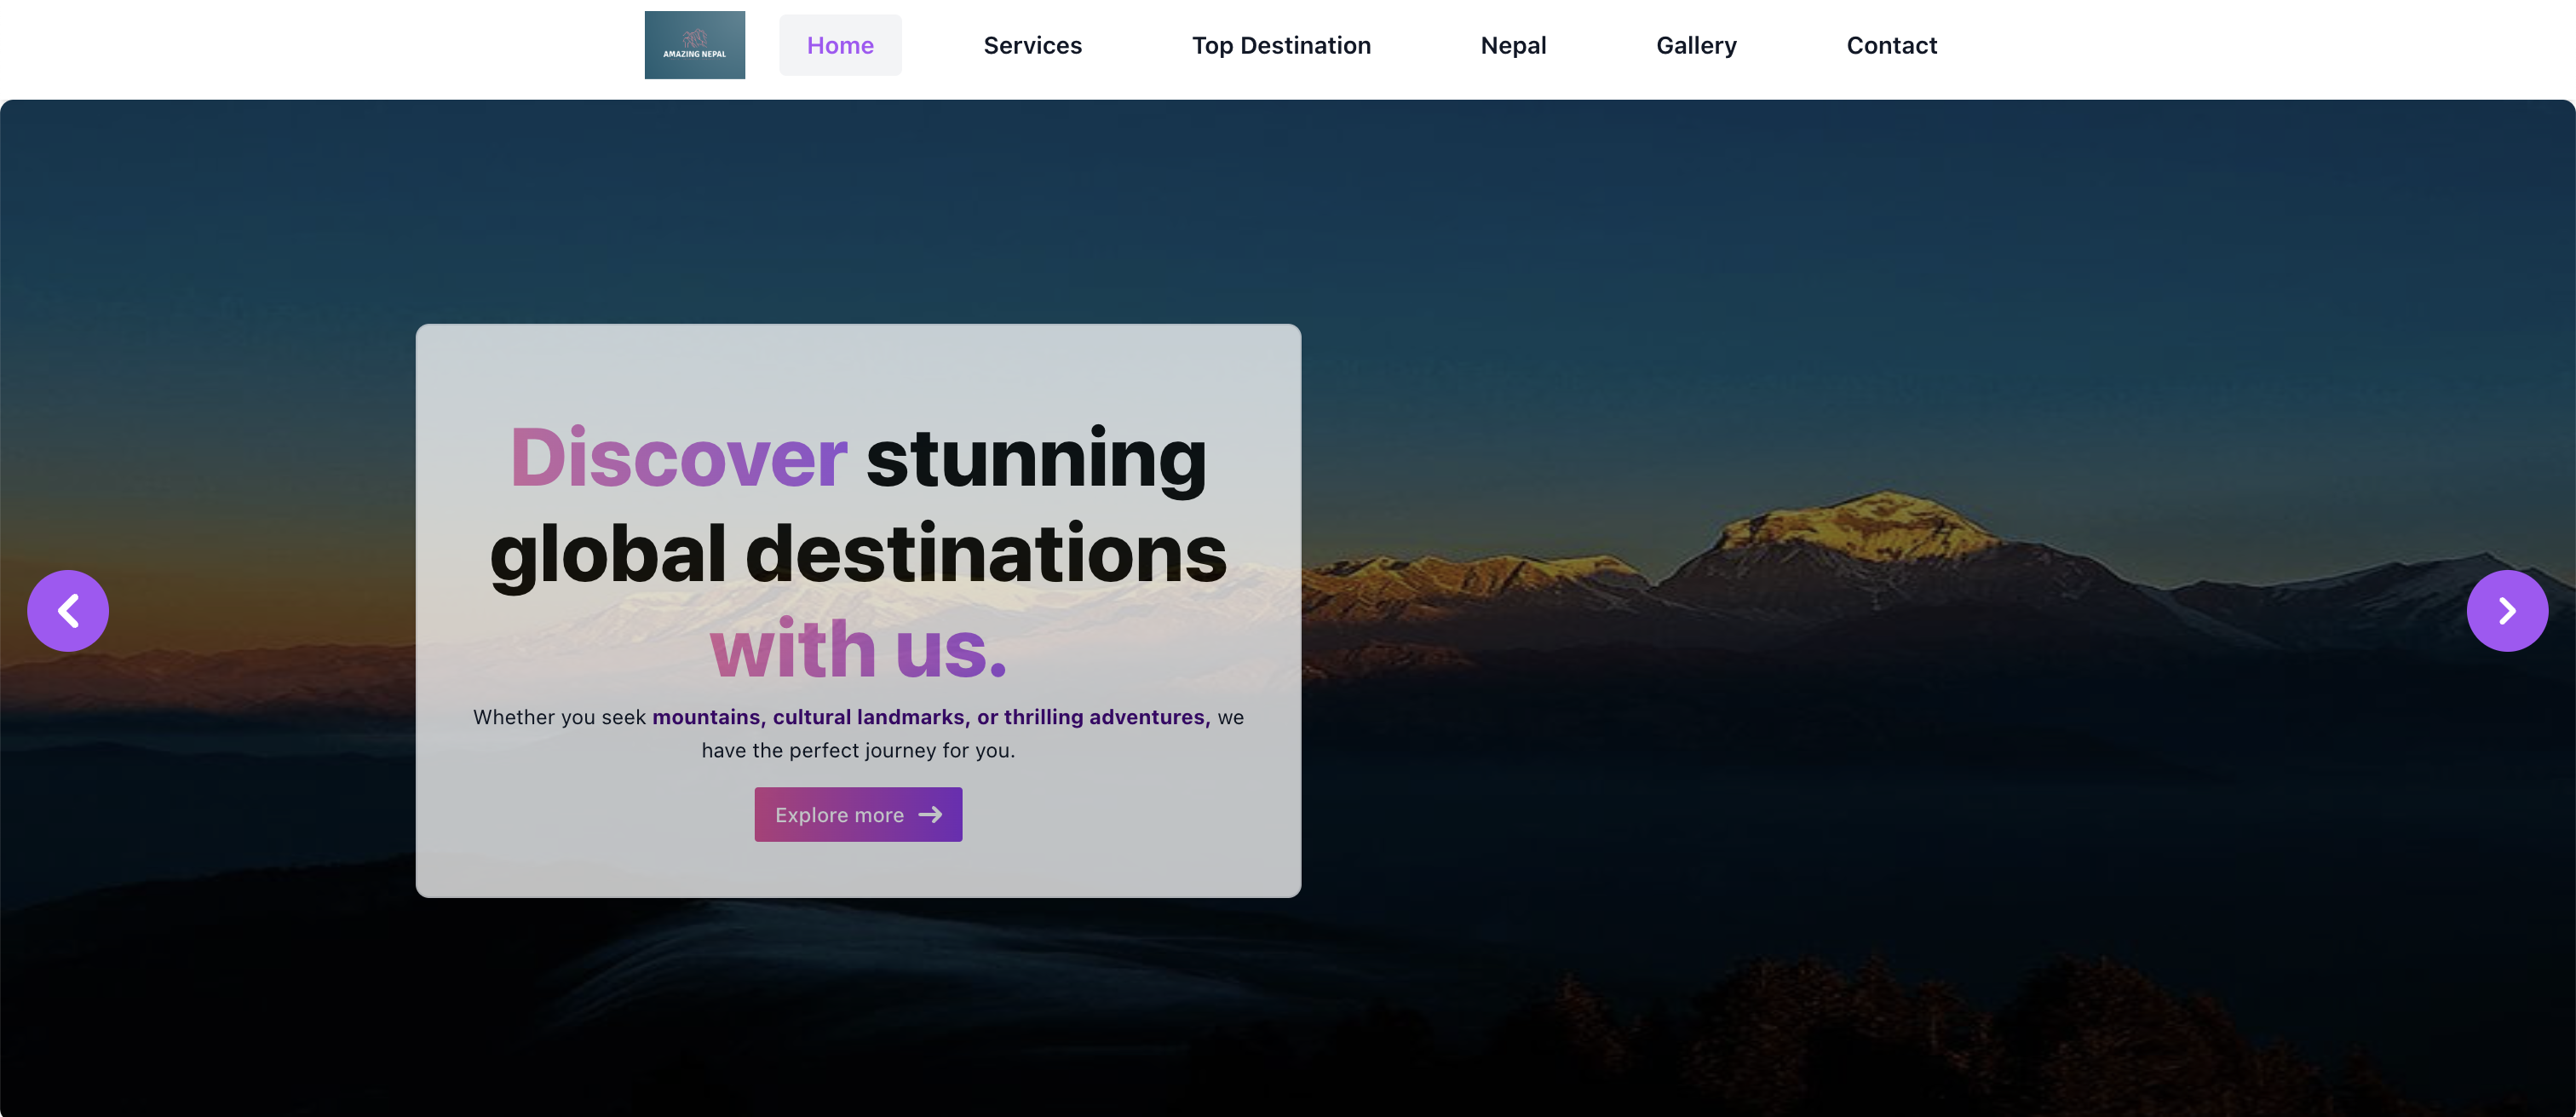 AMAZING NEPAL
Home
Services
Top Destination
Nepal
Gallery
Contact
Discover stunning
global destinations
with us.
Whether you seek mountains, cultural landmarks, or thrilling adventures, we
have the perfect journey for you.
Explore more